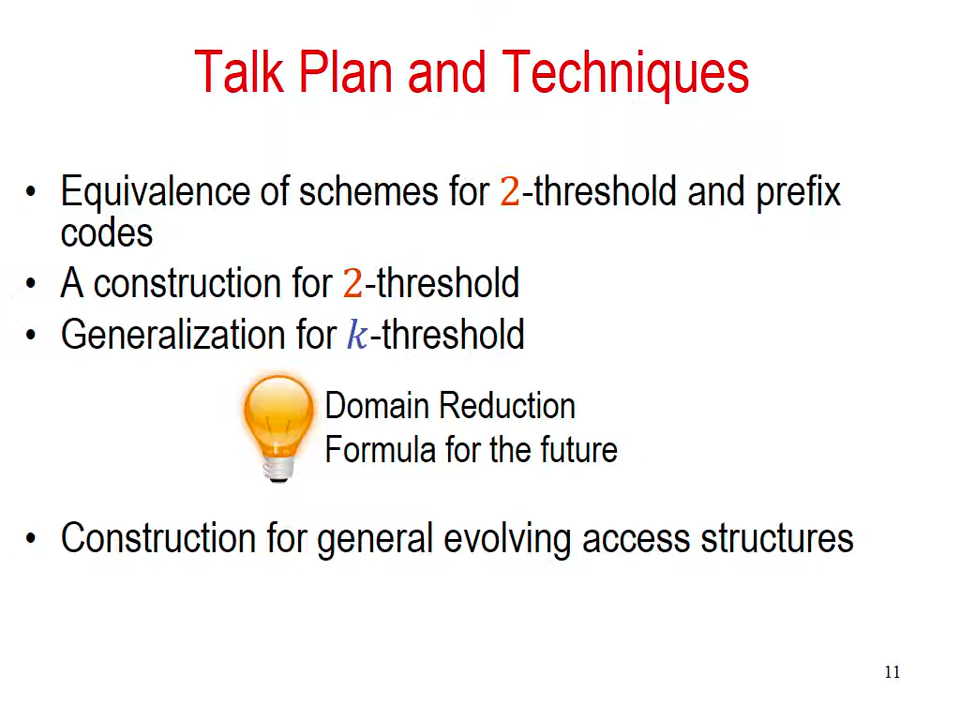 Talk Plan and Techniques
• Equivalence of schemes for 2-threshold and prefix
codes
• A construction for 2-threshold
• Generalization for k-threshold
Domain Reduction
Formula for the future
• Construction for general evolving access structures
11